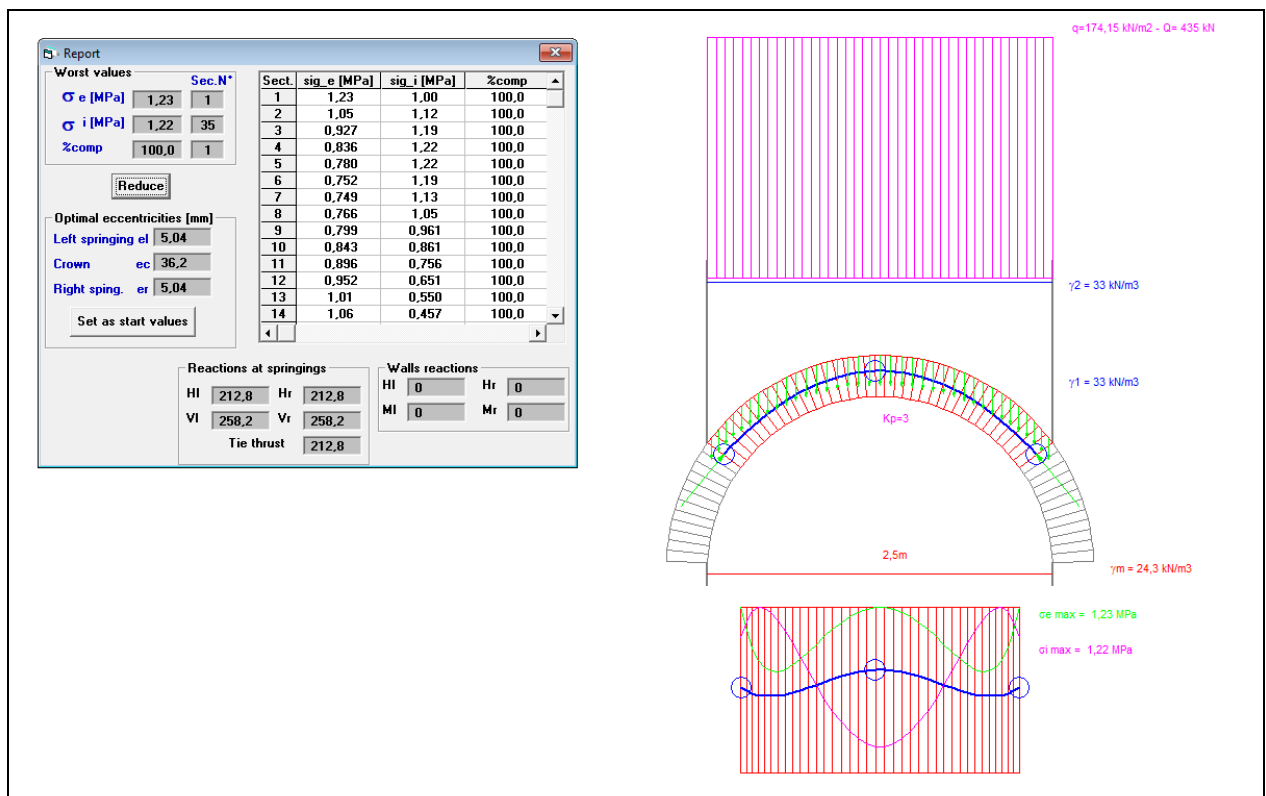 Report
Worst values
Sec.N°
σ e [MPa] 1,23 1
σ i [MPa] 1,22 35
%comp 100,0 1
Reduce
Optimal eccentricities [mm]
Left springing el 5,04
Crown ec 36,2
Right sping. er 5,04
Set as start values
Sect. sig_e [MPa] sig_i [MPa] %comp
1 1,23 1,00 100,0
2 1,05 1,12 100,0
3 0,927 1,19 100,0
4 0,836 1,22 100,0
5 0,780 1,22 100,0
6 0,752 1,19 100,0
7 0,749 1,13 100,0
8 0,766 1,05 100,0
9 0,799 0,961 100,0
10 0,843 0,861 100,0
11 0,896 0,756 100,0
12 0,952 0,651 100,0
13 1,01 0,550 100,0
14 1,06 0,457 100,0
Reactions at springings
Hl 212,8 Hr 212,8
Vl 258,2 Vr 258,2
Tie thrust 212,8
Walls reactions
Hl 0 Hr 0
Ml 0 Mr 0
q=174,15 kN/m2 - Q= 435 kN
γ2 = 33 kN/m3
γ1 = 33 kN/m3
Kp=3
2,5m
γm = 24,3 kN/m3
σe max = 1,23 MPa
σi max = 1,22 MPa